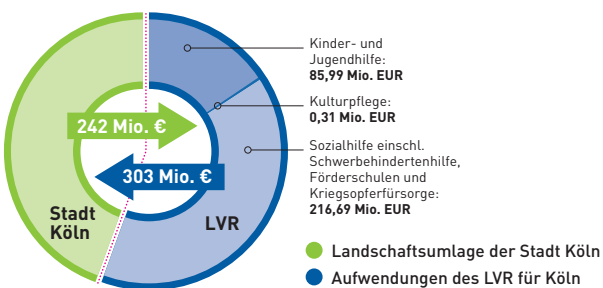 Kinder- und
Jugendhilfe:
85,99 Mio. EUR
Kulturpflege:
0,31 Mio. EUR
242 Mio. €
Sozialhilfe einschl.
Schwerbehindertenhilfe,
Förderschulen und
Kriegsopferfürsorge:
216,69 Mio. EUR
303 Mio. €
Stadt
Köln
LVR
Landschaftsumlage der Stadt Köln
Aufwendungen des LVR für Köln